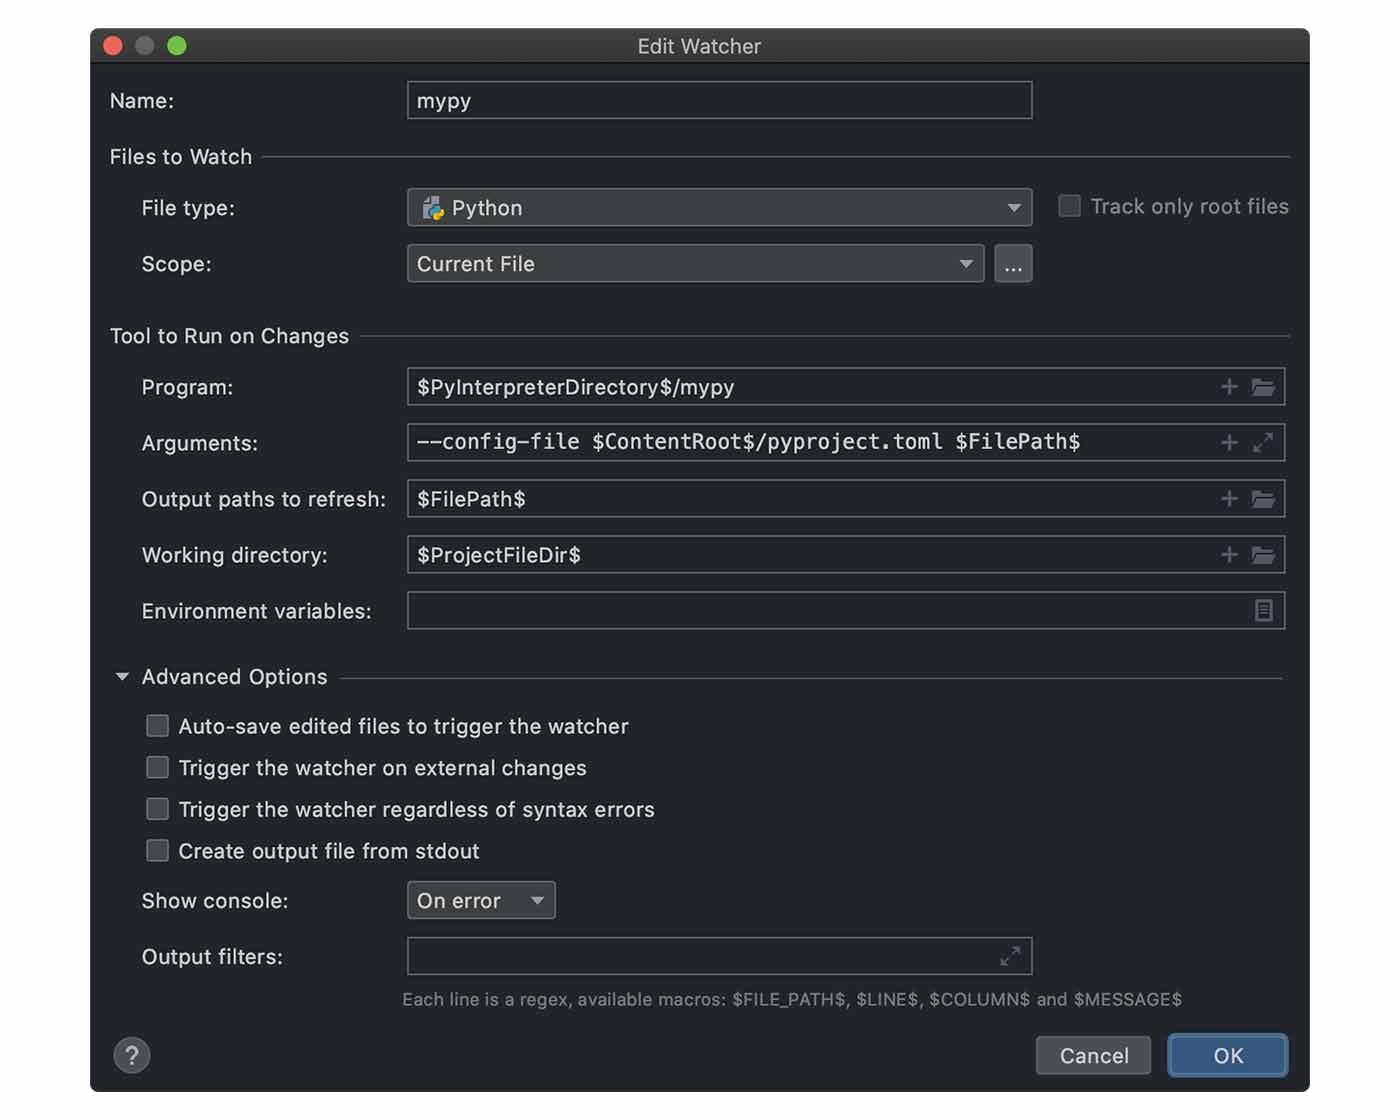 Edit Watcher
Name: mypy
Files to Watch
File type: Python Track only root files
Scope: Current File ...
Tool to Run on Changes
Program: $PyInterpreterDirectory$/mypy
Arguments: --config-file $ContentRoot$/pyproject.toml $FilePath$
Output paths to refresh: $FilePath$
Working directory: $ProjectFileDir$
Environment variables:
Advanced Options
Auto-save edited files to trigger the watcher
Trigger the watcher on external changes
Trigger the watcher regardless of syntax errors
Create output file from stdout
Show console: On error
Output filters:
Each line is a regex, available macros: $FILE_PATH$, $LINE$, $COLUMN$ and $MESSAGE$
? Cancel OK